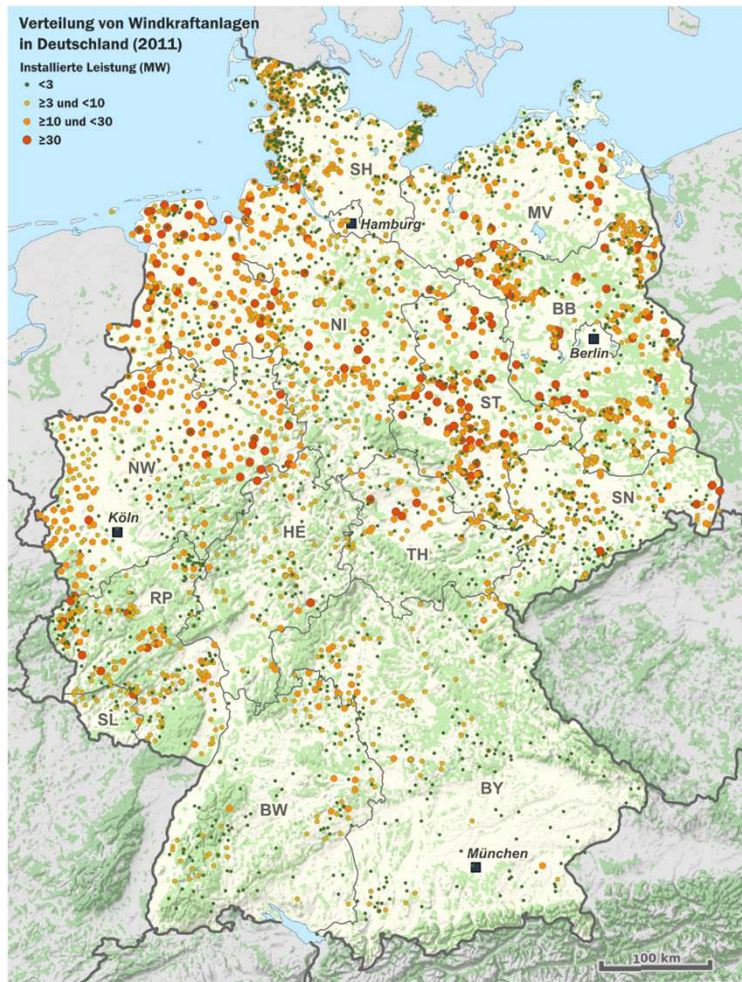 Verteilung von Windkraftanlagen
in Deutschland (2011)
Installierte Leistung (MW)
<3
≥3 und <10
≥10 und <30
≥30
SH
Hamburg
MV
NI
BB
Berlin
ST
NW
Köln
HE
TH
SN
RP
SL
BW
BY
München
100 km